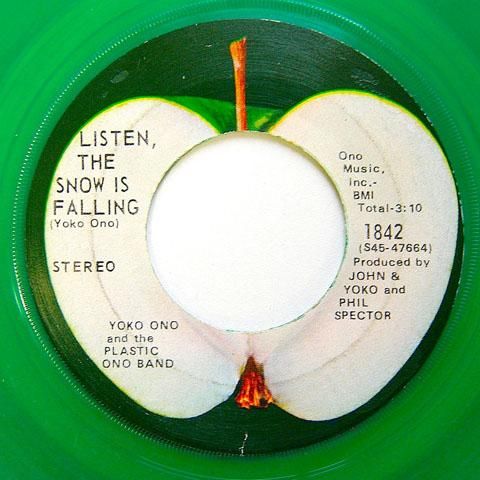 LISTEN,
THE
SNOW IS
FALLING
(Yoko Ono)
STEREO
YOKO ONO
and the
PLASTIC
ONO BAND
Ono
Music,
Inc.-
BMI
Total-3:10
1842
(S45-47664)
Produced by
JOHN &
YOKO and
PHIL
SPECTOR